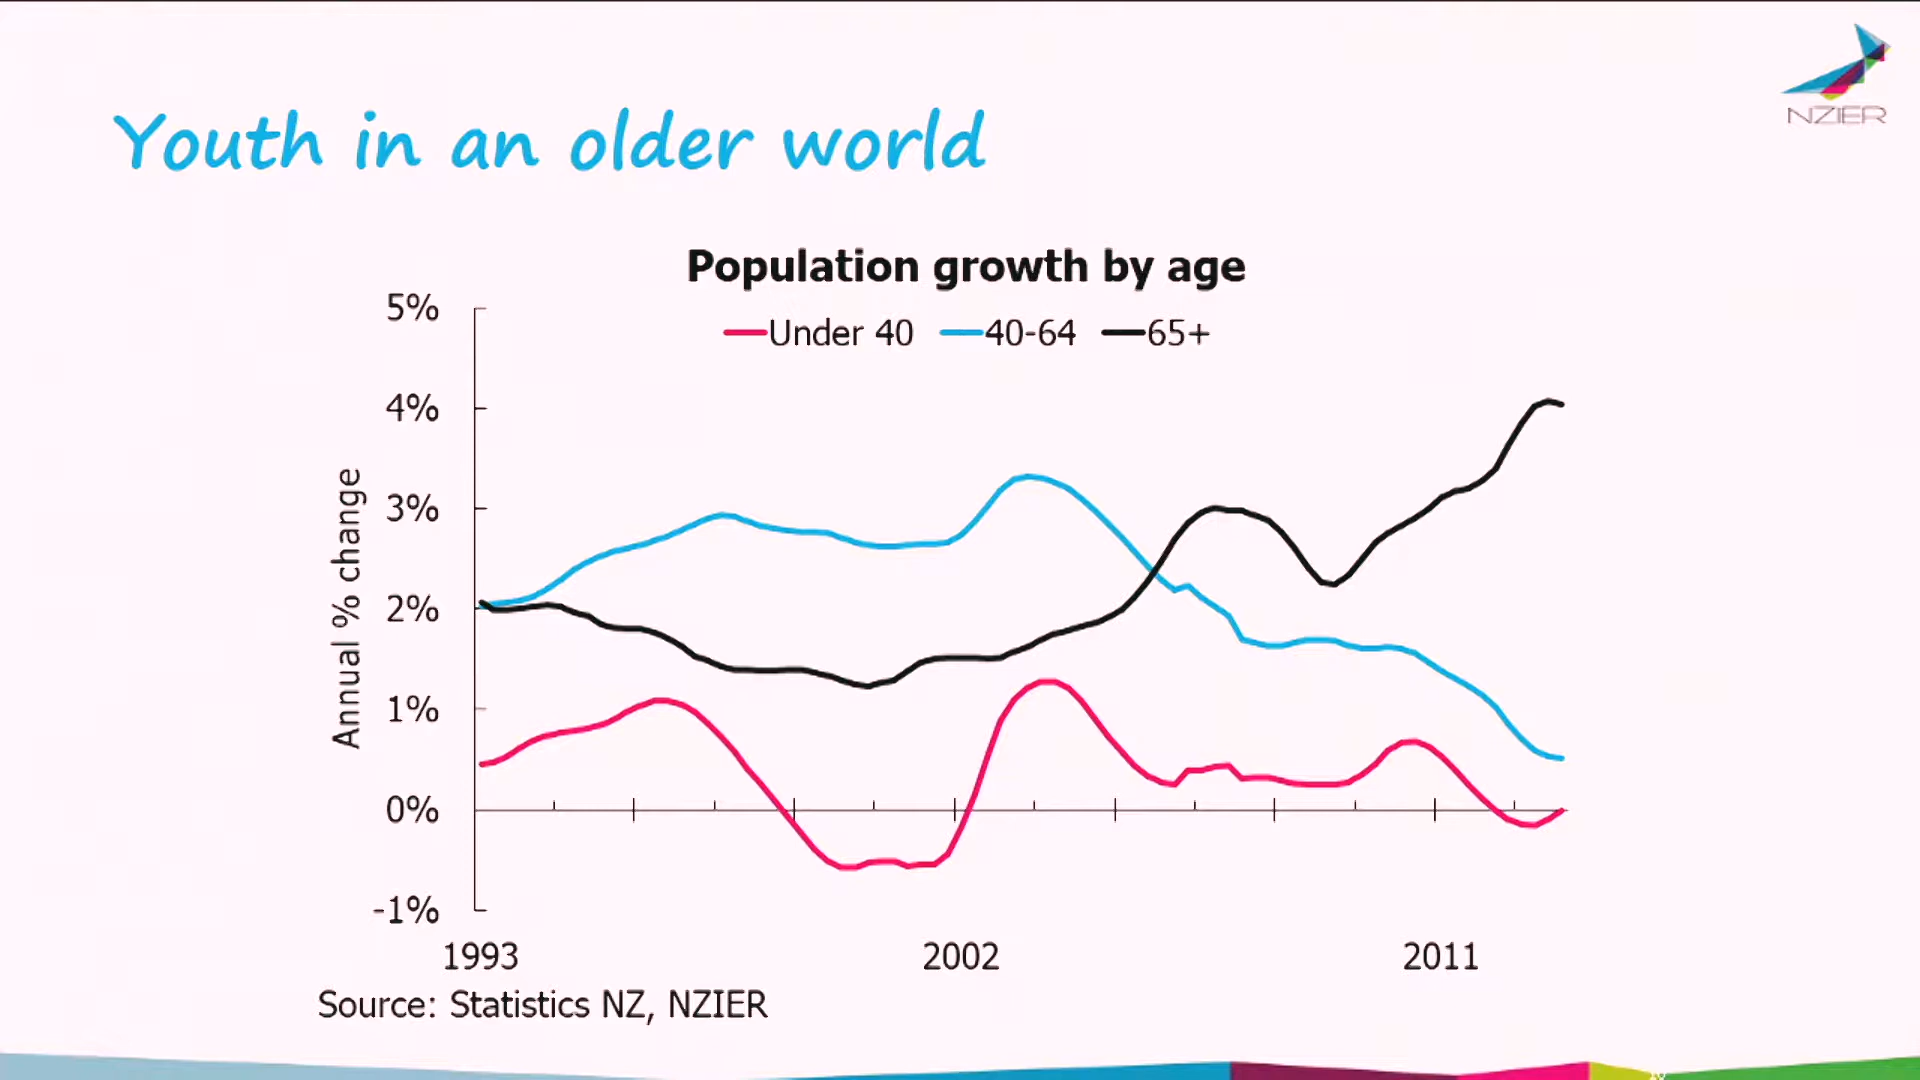 NZIER
Youth in an older world
Population growth by age
Under 40 40-64 65+
5%
4%
3%
2%
1%
0%
-1%
Annual % change
1993 2002 2011
Source: Statistics NZ, NZIER